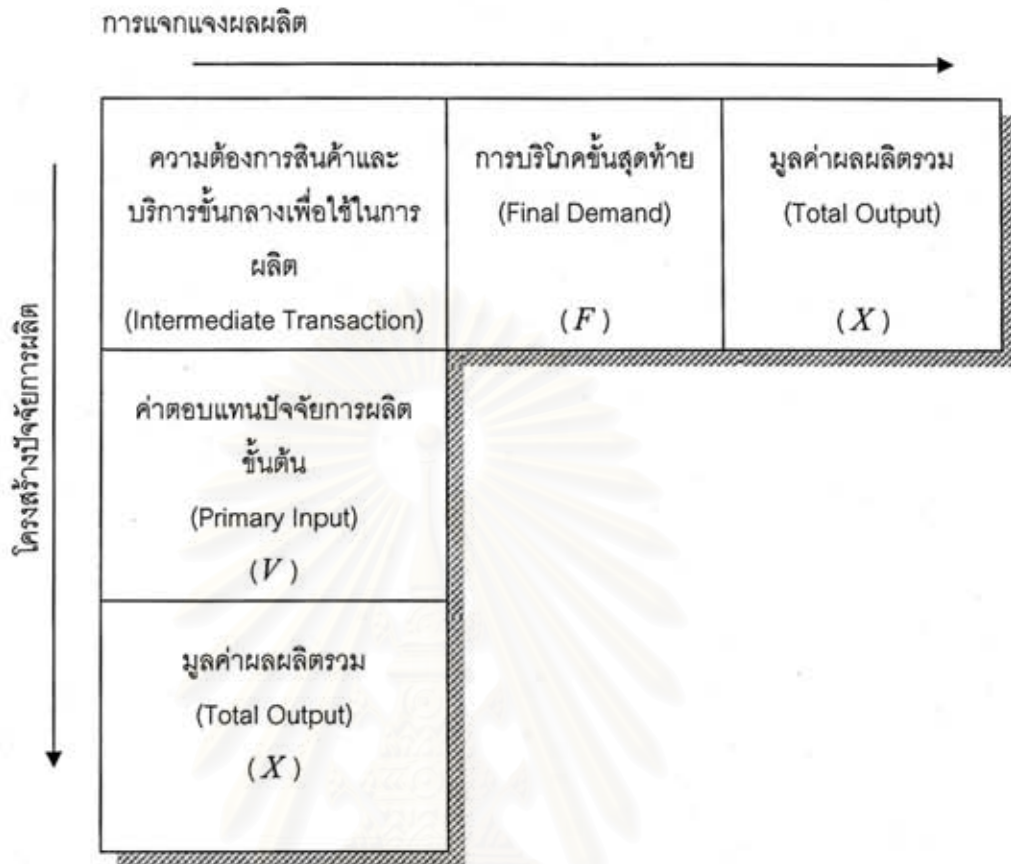 การแจกแจงผลผลิต
ความต้องการสินค้าและ
บริการขั้นกลางเพื่อใช้ในการ
ผลิต
(Intermediate Transaction)
การบริโภคขั้นสุดท้าย
(Final Demand)
(F)
มูลค่าผลผลิตรวม
(Total Output)
(X)
โครงสร้างปัจจัยการผลิต
ค่าตอบแทนปัจจัยการผลิต
ขั้นต้น
(Primary Input)
(V)
มูลค่าผลผลิตรวม
(Total Output)
(X)